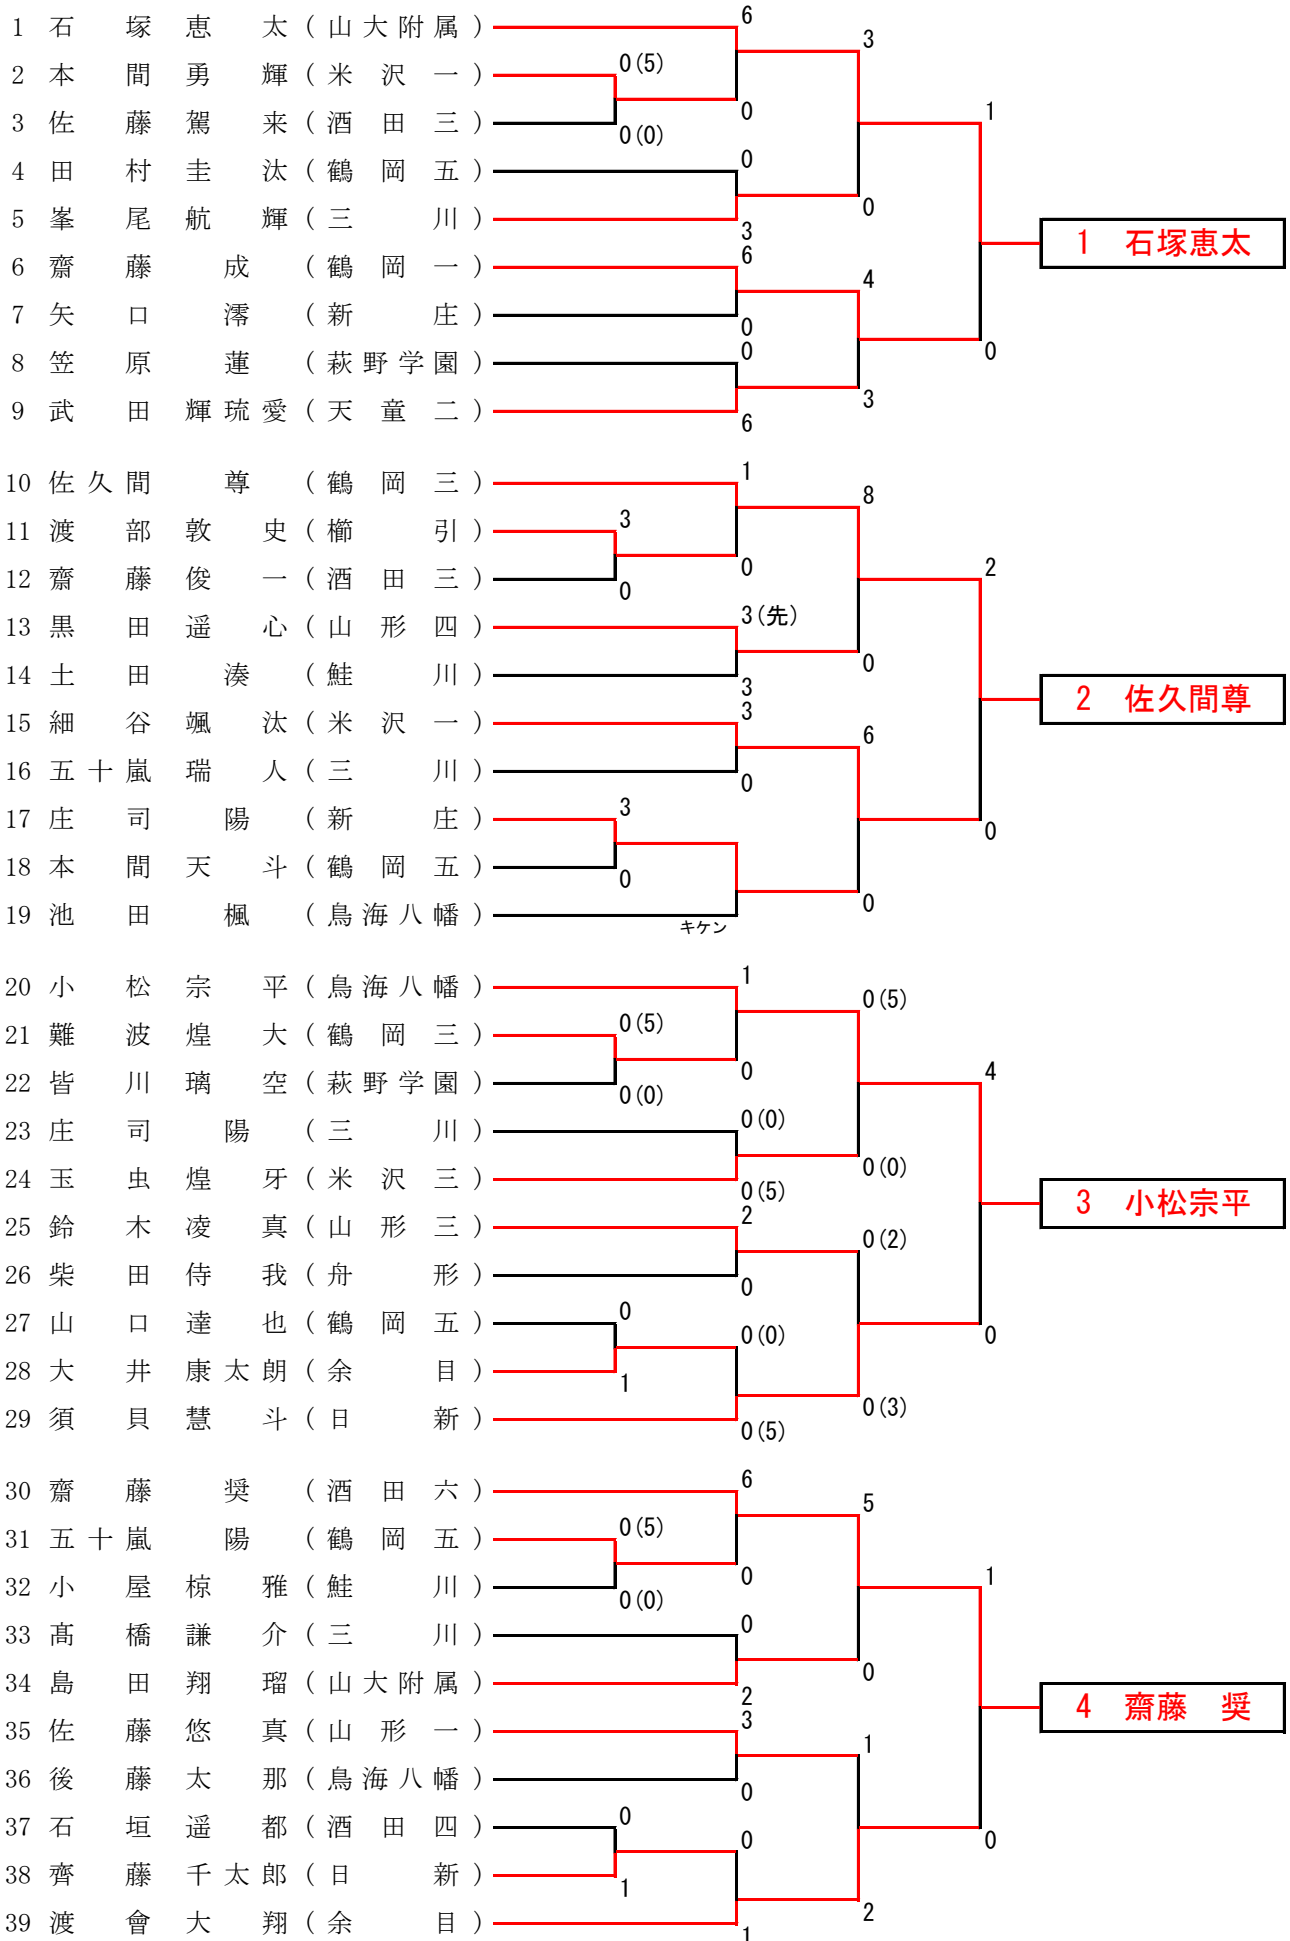 1 石塚恵太(山大附属) 6
3
2 本間勇輝(米沢一) 0(5)
0
3 佐藤駕来(酒田三) 0(0)
1
4 田村圭汰(鶴岡五) 0
0
5 峯尾航輝(三川) 3
1 石塚恵太
6 齋藤成(鶴岡一) 6
4
7 矢口澪(新庄) 0
8 笠原蓮(萩野学園) 0
0
3
9 武田輝琉愛(天童二) 6
10 佐久間尊(鶴岡三) 1
8
11 渡部敦史(櫛引) 3
0
12 齋藤俊一(酒田三) 0
2
13 黒田遥心(山形四) 3(先)
0
14 土田湊(鮭川) 3
2 佐久間尊
15 細谷颯汰(米沢一) 3
6
16 五十嵐瑞人(三川) 0
17 庄司陽(新庄) 3
0
18 本間天斗(鶴岡五) 0
0
19 池田楓(鳥海八幡) キケン
20 小松宗平(鳥海八幡) 1
0(5)
21 難波煌大(鶴岡三) 0(5)
0
22 皆川璃空(萩野学園) 0(0)
4
23 庄司陽(三川) 0(0)
0(0)
24 玉虫煌牙(米沢三) 0(5)
3 小松宗平
25 鈴木凌真(山形三) 2
0(2)
26 柴田侍我(舟形) 0
27 山口達也(鶴岡五) 0
0(0)
0
28 大井康太朗(余目) 1
0(3)
29 須貝慧斗(日新) 0(5)
30 齋藤奨(酒田六) 6
5
31 五十嵐陽(鶴岡五) 0(5)
0
32 小屋椋雅(鮭川) 0(0)
1
33 髙橋謙介(三川) 0
0
34 島田翔瑠(山大附属) 2
4 齋藤 奨
35 佐藤悠真(山形一) 3
1
36 後藤太那(鳥海八幡) 0
37 石垣遥都(酒田四) 0
0
0
38 齊藤千太郎(日新) 1
2
39 渡會大翔(余目) 1